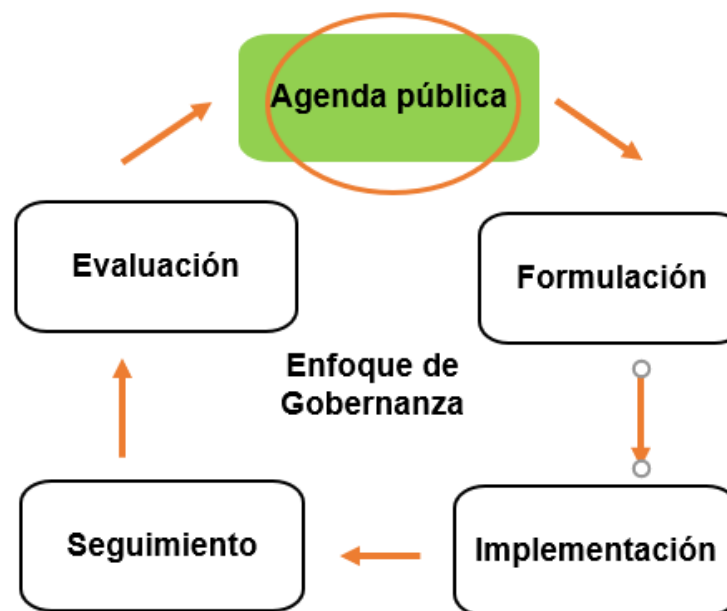 Agenda pública
Evaluación
Formulación
Enfoque de
Gobernanza
Seguimiento
Implementación